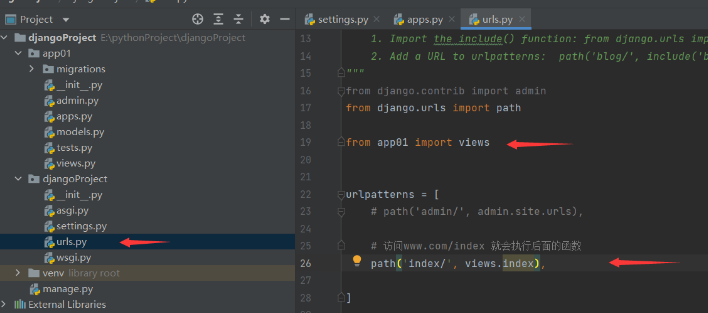 Project
djangoProject E:\pythonProject\djangoProject
app01
migrations
__init__.py
admin.py
apps.py
models.py
tests.py
views.py
djangoProject
__init__.py
asgi.py
settings.py
urls.py
wsgi.py
venv library root
manage.py
External Libraries
settings.py
apps.py
urls.py
13 1. Import the include() function: from django.urls imp
14 2. Add a URL to urlpatterns: path('blog/', include('b
15 """
16 from django.contrib import admin
17 from django.urls import path
18
19 from app01 import views
20
21
22 urlpatterns = [
23 # path('admin/', admin.site.urls),
24
25 # 访问www.com/index 就会执行后面的函数
26 path('index/', views.index),
27
28 ]